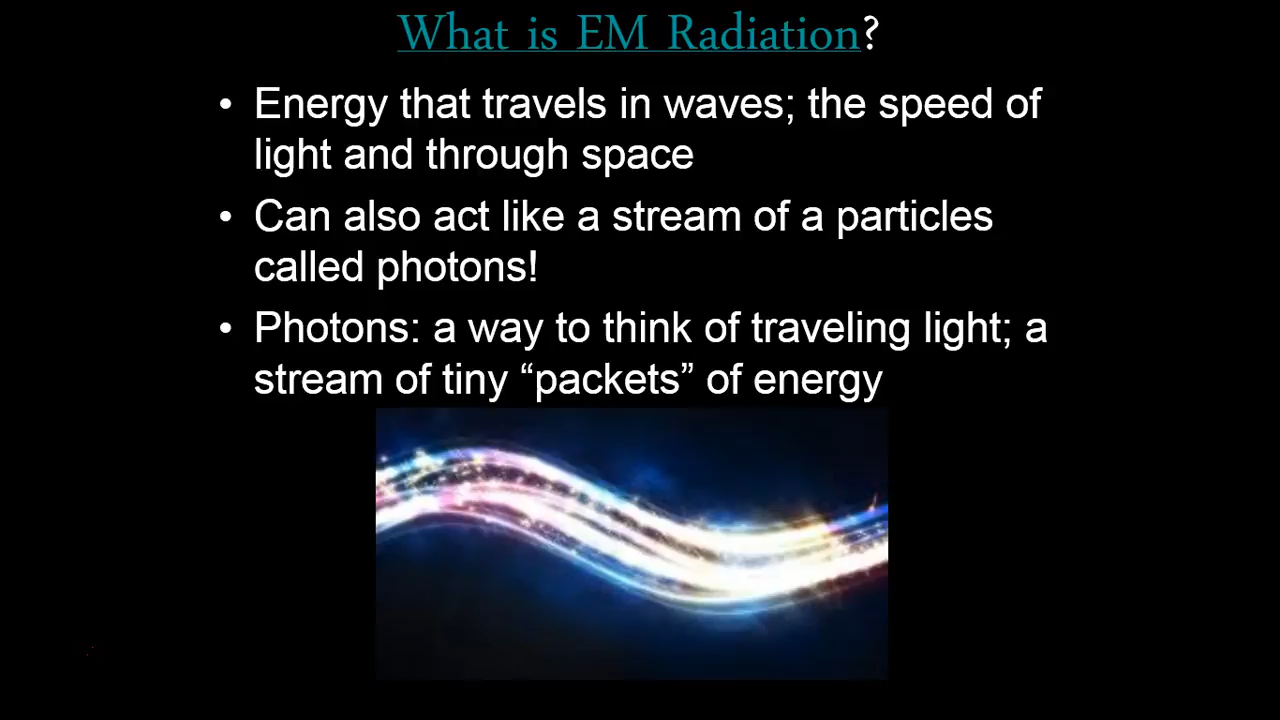 What is EM Radiation?
• Energy that travels in waves; the speed of
light and through space
• Can also act like a stream of a particles
called photons!
• Photons: a way to think of traveling light; a
stream of tiny “packets” of energy